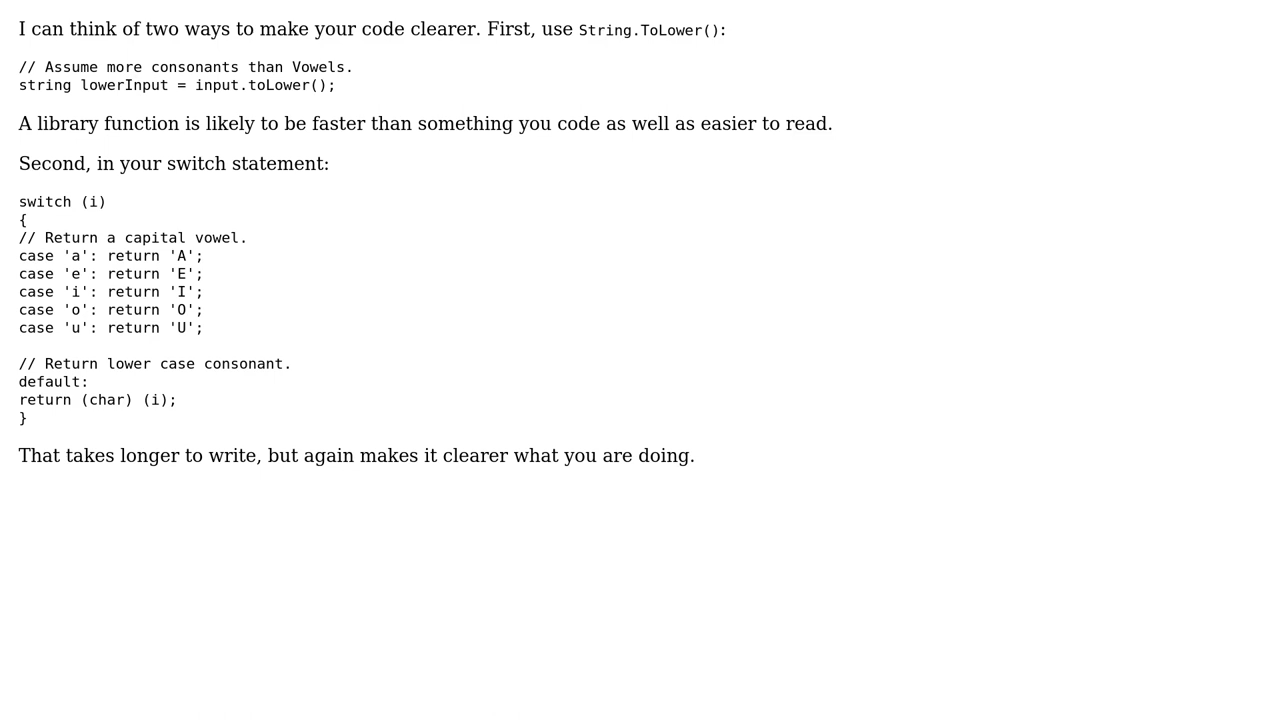 I can think of two ways to make your code clearer. First, use String.ToLower():
// Assume more consonants than Vowels.
string lowerInput = input.toLower();
A library function is likely to be faster than something you code as well as easier to read.
Second, in your switch statement:
switch (i)
{
// Return a capital vowel.
case 'a': return 'A';
case 'e': return 'E';
case 'i': return 'I';
case 'o': return 'O';
case 'u': return 'U';
// Return lower case consonant.
default:
return (char) (i);
}
That takes longer to write, but again makes it clearer what you are doing.